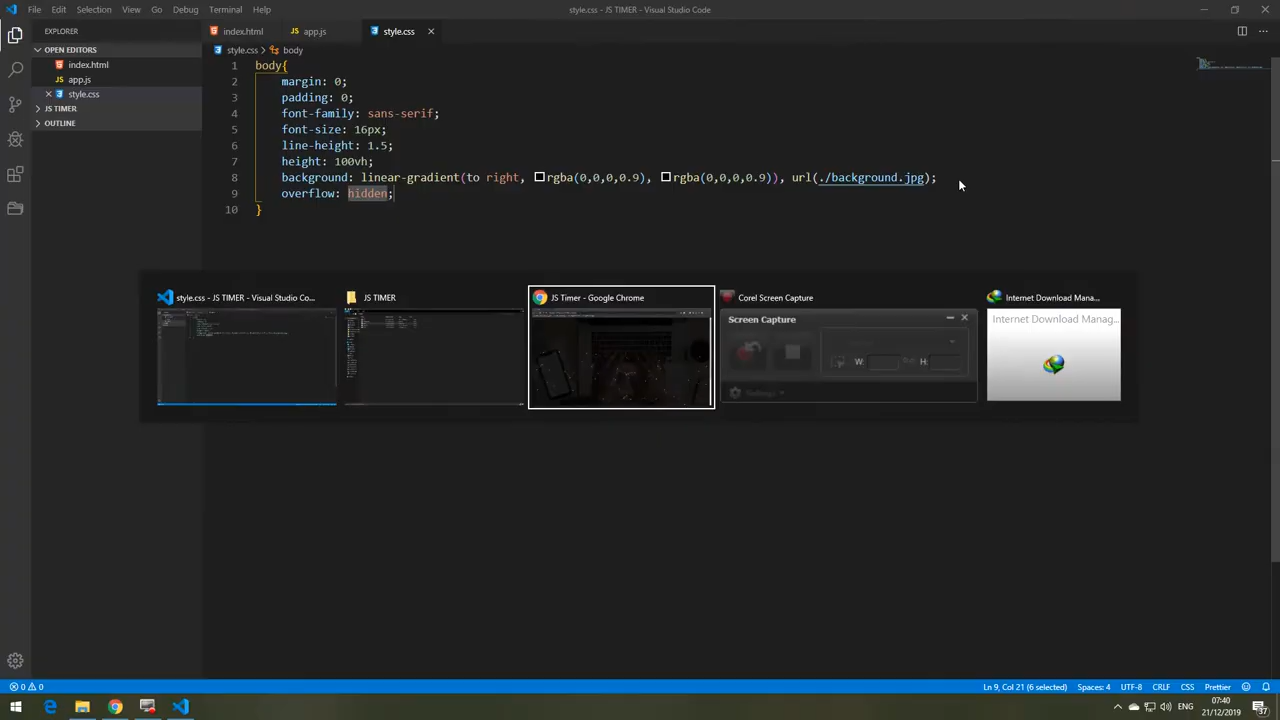 File Edit Selection View Go Debug Terminal Help
style.css - JS TIMER - Visual Studio Code
EXPLORER
index.html
app.js
style.css
OPEN EDITORS
style.css > body
index.html
app.js
style.css
JS TIMER
OUTLINE
1 body{
2 margin: 0;
3 padding: 0;
4 font-family: sans-serif;
5 font-size: 16px;
6 line-height: 1.5;
7 height: 100vh;
8 background: linear-gradient(to right, rgba(0,0,0,0.9), rgba(0,0,0,0.9)), url(./background.jpg);
9 overflow: hidden;
10 }
style.css - JS TIMER - Visual Studio Co...
JS TIMER
JS Timer - Google Chrome
Corel Screen Capture
Internet Download Mana...
Screen Capture
Internet Download Manag...
W:
H:
Settings
0 0
Ln 9, Col 21 (6 selected) Spaces: 4 UTF-8 CRLF CSS Prettier
ENG
07:40
21/12/2019